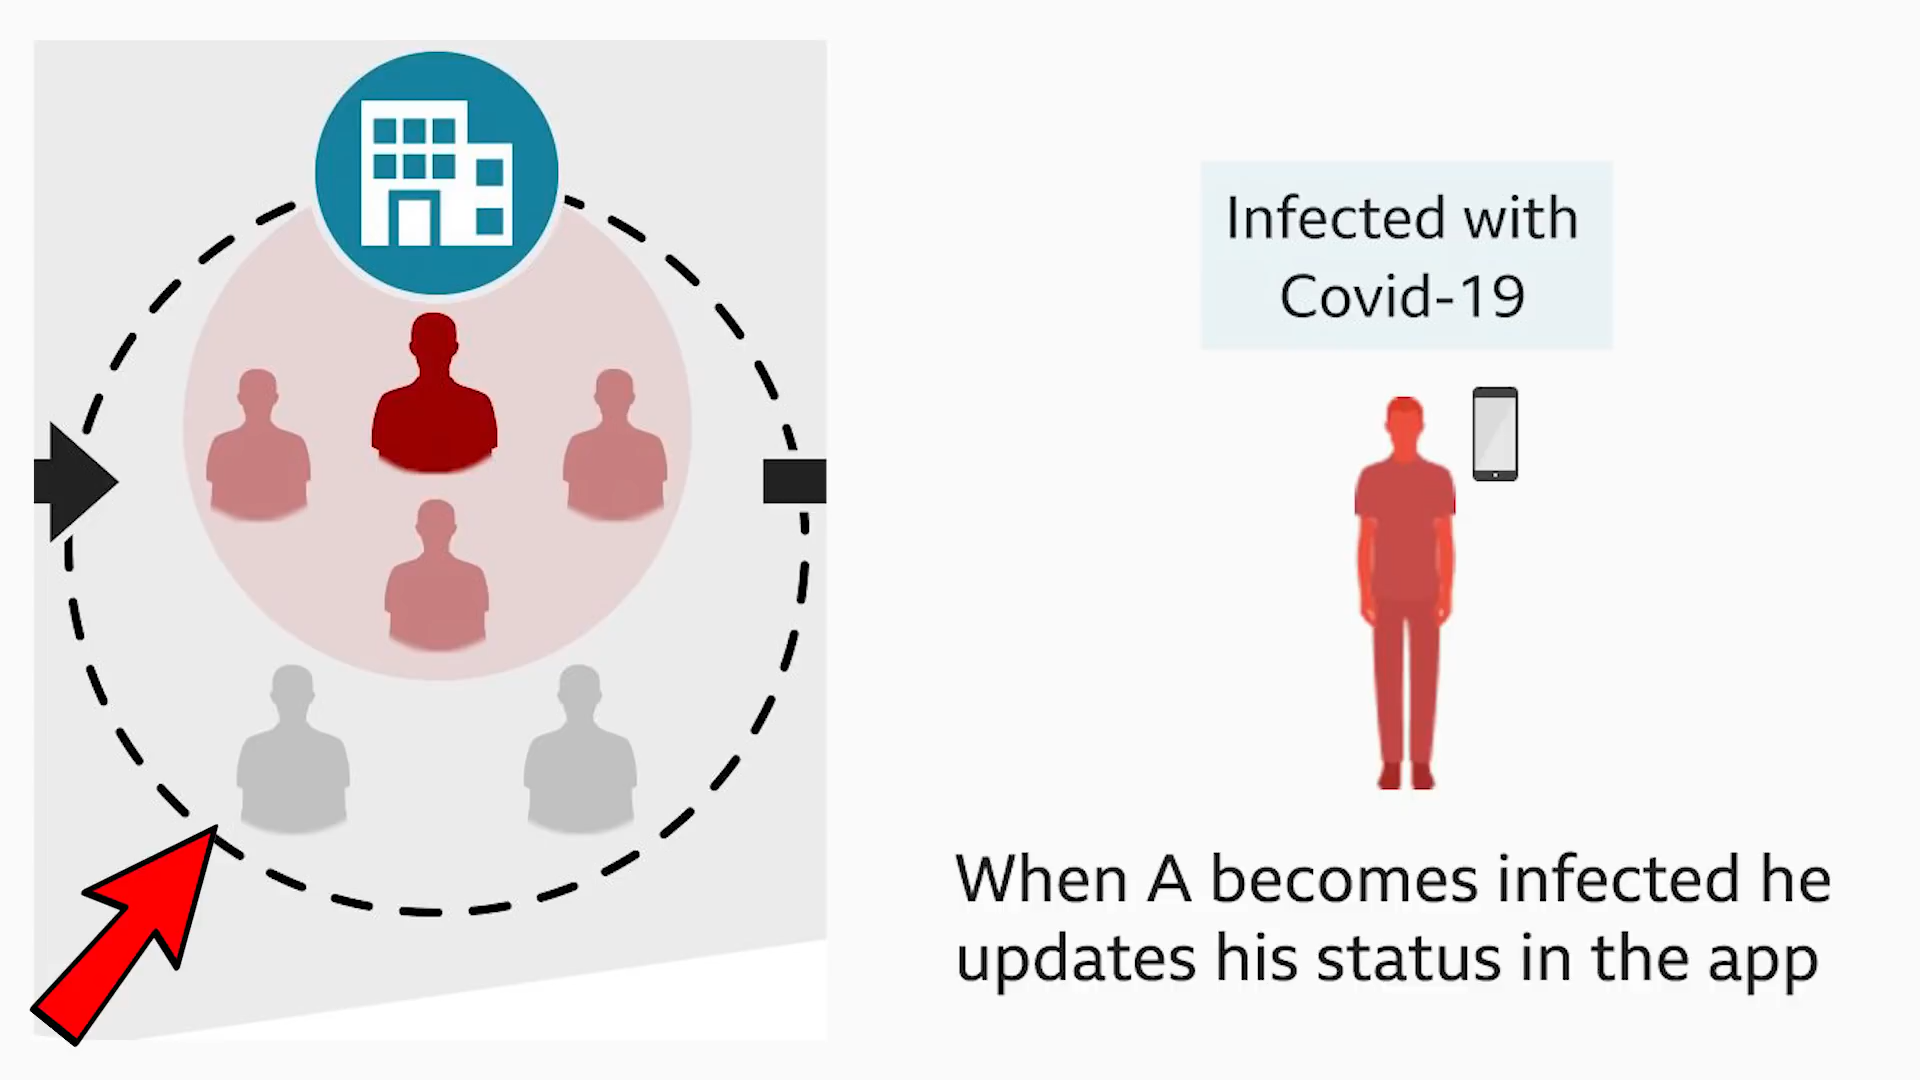 Infected with
Covid-19
When A becomes infected he
updates his status in the app